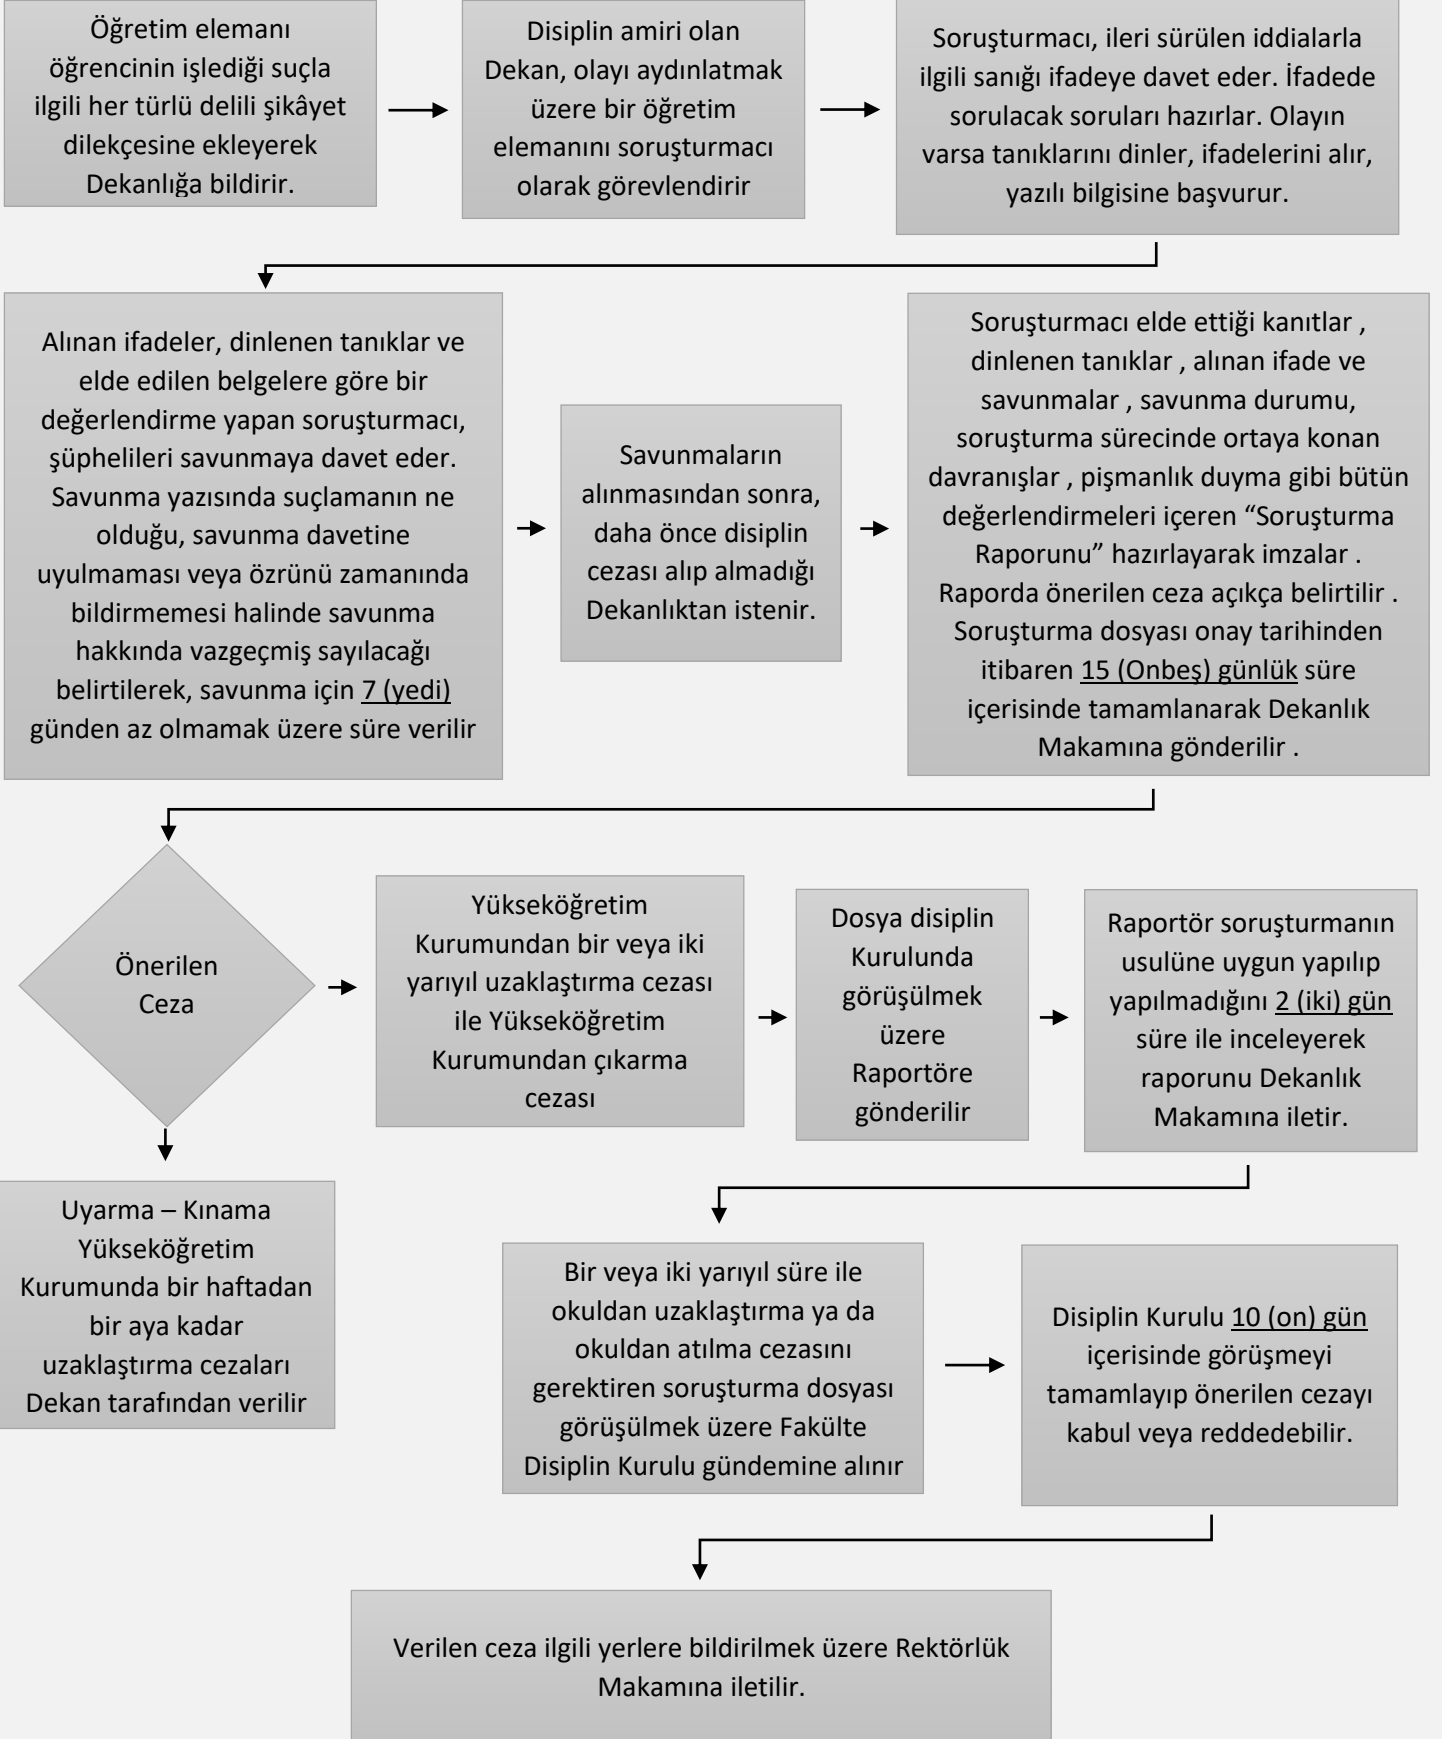 Öğretim elemanı
öğrencinin işlediği suçla
ilgili her türlü delili şikâyet
dilekçesine ekleyerek
Dekanlığa bildirir.
Disiplin amiri olan
Dekan, olayı aydınlatmak
üzere bir öğretim
elemanını soruşturmacı
olarak görevlendirir
Soruşturmacı, ileri sürülen iddialarla
ilgili sanığı ifadeye davet eder. İfadede
sorulacak soruları hazırlar. Olayın
varsa tanıklarını dinler, ifadelerini alır,
yazılı bilgisine başvurur.
Alınan ifadeler, dinlenen tanıklar ve
elde edilen belgelere göre bir
değerlendirme yapan soruşturmacı,
şüphelileri savunmaya davet eder.
Savunma yazısında suçlamanın ne
olduğu, savunma davetine
uyulmaması veya özrünü zamanında
bildirmemesi halinde savunma
hakkında vazgeçmiş sayılacağı
belirtilerek, savunma için 7 (yedi)
günden az olmamak üzere süre verilir
Savunmaların
alınmasından sonra,
daha önce disiplin
cezası alıp almadığı
Dekanlıktan istenir.
Soruşturmacı elde ettiği kanıtlar ,
dinlenen tanıklar , alınan ifade ve
savunmalar , savunma durumu,
soruşturma sürecinde ortaya konan
davranışlar , pişmanlık duyma gibi bütün
değerlendirmeleri içeren “Soruşturma
Raporunu” hazırlayarak imzalar .
Raporda önerilen ceza açıkça belirtilir .
Soruşturma dosyası onay tarihinden
itibaren 15 (Onbeş) günlük süre
içerisinde tamamlanarak Dekanlık
Makamına gönderilir .
Önerilen
Ceza
Yükseköğretim
Kurumundan bir veya iki
yarıyıl uzaklaştırma cezası
ile Yükseköğretim
Kurumundan çıkarma
cezası
Dosya disiplin
Kurulunda
görüşülmek
üzere
Raportöre
gönderilir
Raportör soruşturmanın
usulüne uygun yapılıp
yapılmadığını 2 (iki) gün
süre ile inceleyerek
raporunu Dekanlık
Makamına iletir.
Uyarma – Kınama
Yükseköğretim
Kurumunda bir haftadan
bir aya kadar
uzaklaştırma cezaları
Dekan tarafından verilir
Bir veya iki yarıyıl süre ile
okuldan uzaklaştırma ya da
okuldan atılma cezasını
gerektiren soruşturma dosyası
görüşülmek üzere Fakülte
Disiplin Kurulu gündemine alınır
Disiplin Kurulu 10 (on) gün
içerisinde görüşmeyi
tamamlayıp önerilen cezayı
kabul veya reddedebilir.
Verilen ceza ilgili yerlere bildirilmek üzere Rektörlük
Makamına iletilir.